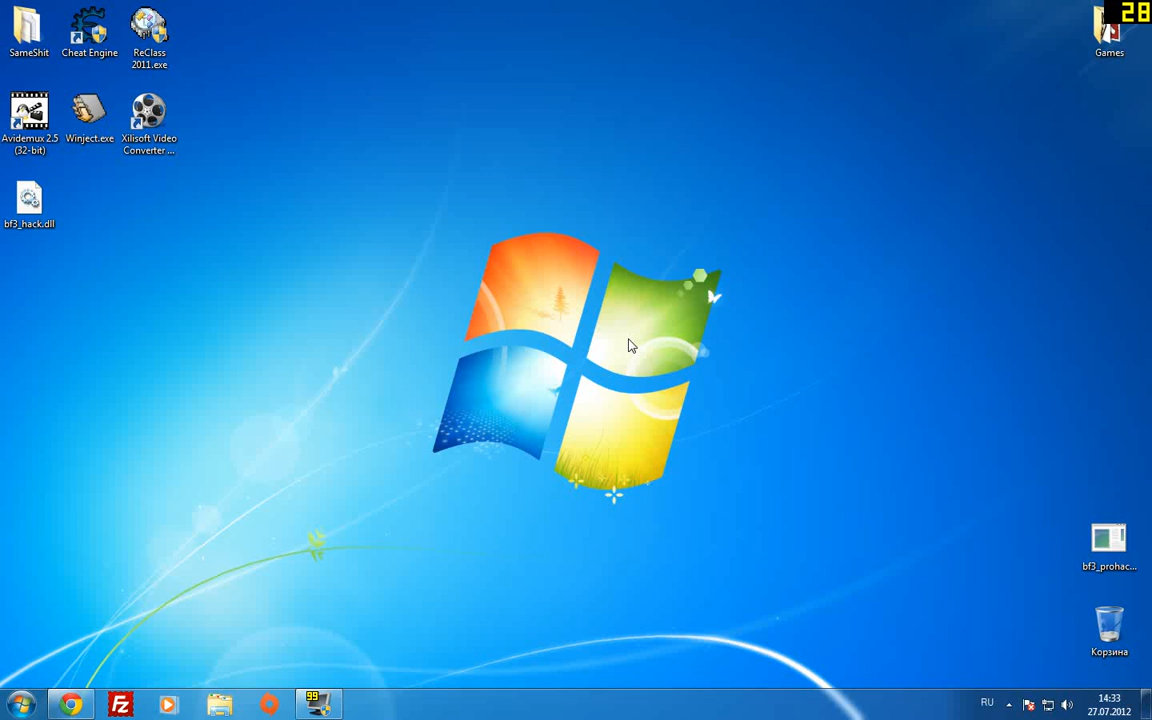 28
SameShit
Cheat Engine
ReClass
2011.exe
Games
Avidemux 2.5
(32-bit)
Winject.exe
Xilisoft Video
Converter ...
bf3_hack.dll
bf3_prohac...
Корзина
99
RU
14:33
27.07.2012